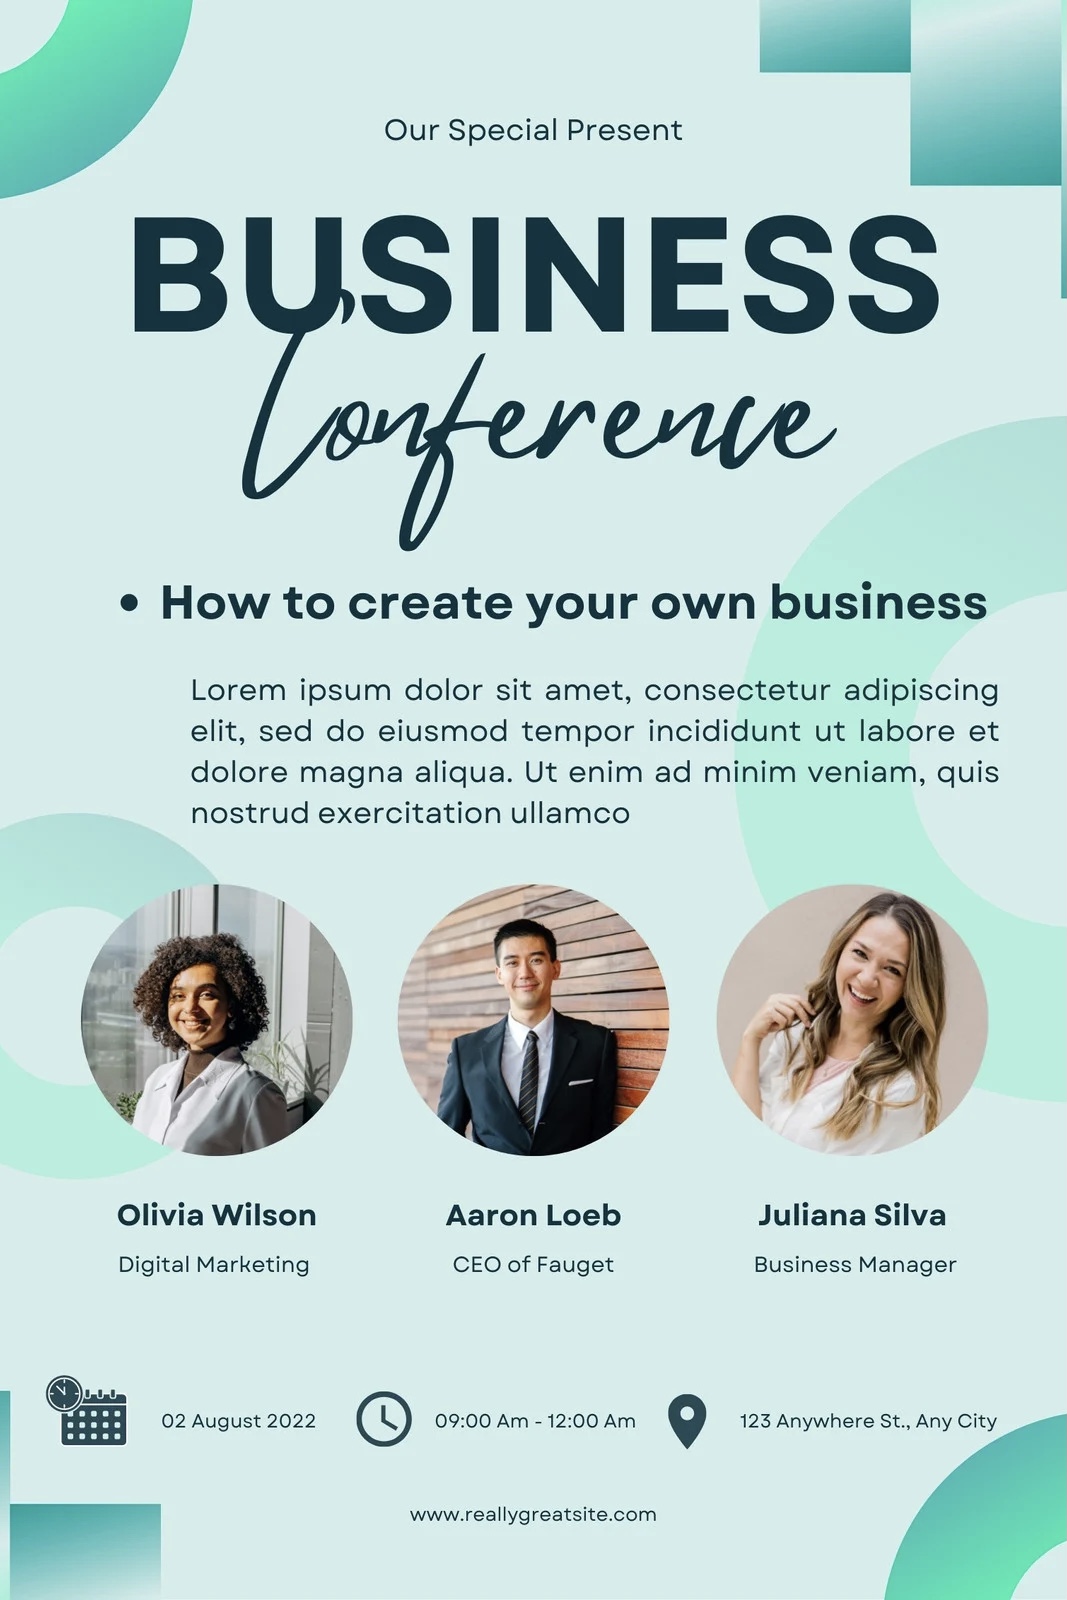 Our Special Present
BUSINESS
Conference
• How to create your own business
Lorem ipsum dolor sit amet, consectetur adipiscing
elit, sed do eiusmod tempor incididunt ut labore et
dolore magna aliqua. Ut enim ad minim veniam, quis
nostrud exercitation ullamco
Olivia Wilson
Digital Marketing
Aaron Loeb
CEO of Fauget
Juliana Silva
Business Manager
02 August 2022
09:00 Am - 12:00 Am
123 Anywhere St., Any City
www.reallygreatsite.com